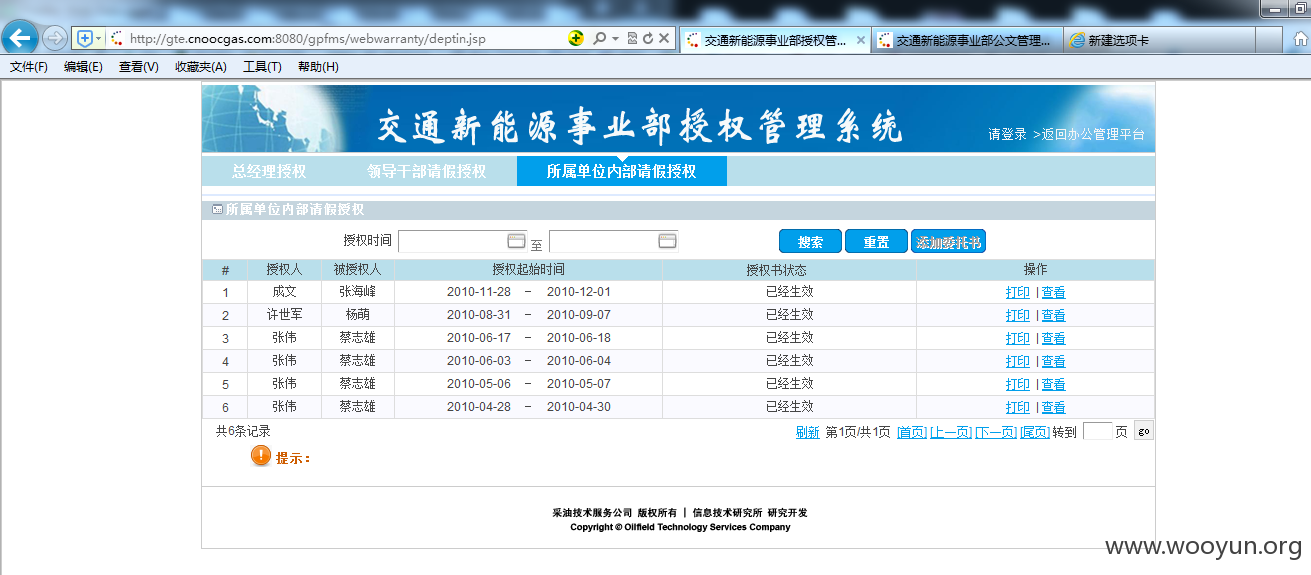 http://gte.cnoocgas.com:8080/gpfms/webwarranty/deptin.jsp
交通新能源事业部授权管...
交通新能源事业部公文管理...
新建选项卡
文件(F) 编辑(E) 查看(V) 收藏夹(A) 工具(T) 帮助(H)
交通新能源事业部授权管理系统
请登录 >返回办公管理平台
总经理授权 领导干部请假授权 所属单位内部请假授权
所属单位内部请假授权
授权时间 至 搜索 重置 添加委托书
# 授权人 被授权人 授权起始时间 授权书状态 操作
1 成文 张海峰 2010-11-28 – 2010-12-01 已经生效 打印 | 查看
2 许世军 杨萌 2010-08-31 – 2010-09-07 已经生效 打印 | 查看
3 张伟 蔡志雄 2010-06-17 – 2010-06-18 已经生效 打印 | 查看
4 张伟 蔡志雄 2010-06-03 – 2010-06-04 已经生效 打印 | 查看
5 张伟 蔡志雄 2010-05-06 – 2010-05-07 已经生效 打印 | 查看
6 张伟 蔡志雄 2010-04-28 – 2010-04-30 已经生效 打印 | 查看
共6条记录 刷新 第1页/共1页 [首页] [上一页] [下一页] [尾页] 转到 页 go
提示：
采油技术服务公司 版权所有 | 信息技术研究所 研究开发
Copyright © Oilfield Technology Services Company
www.wooyun.org